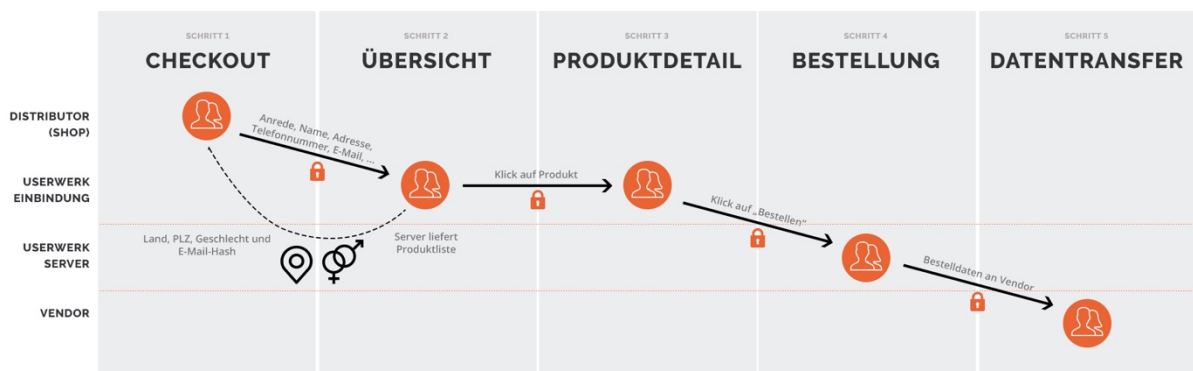 SCHRITT 1
CHECKOUT
SCHRITT 2
ÜBERSICHT
SCHRITT 3
PRODUKTDETAIL
SCHRITT 4
BESTELLUNG
SCHRITT 5
DATENTRANSFER
DISTRIBUTOR
(SHOP)
Anrede, Name, Adresse,
Telefonnummer, E-Mail, ...
USERWERK
EINBINDUNG
Klick auf Produkt
Klick auf „Bestellen“
USERWERK
SERVER
Land, PLZ, Geschlecht und
E-Mail-Hash
Server liefert
Produktliste
Bestelldaten an Vendor
VENDOR